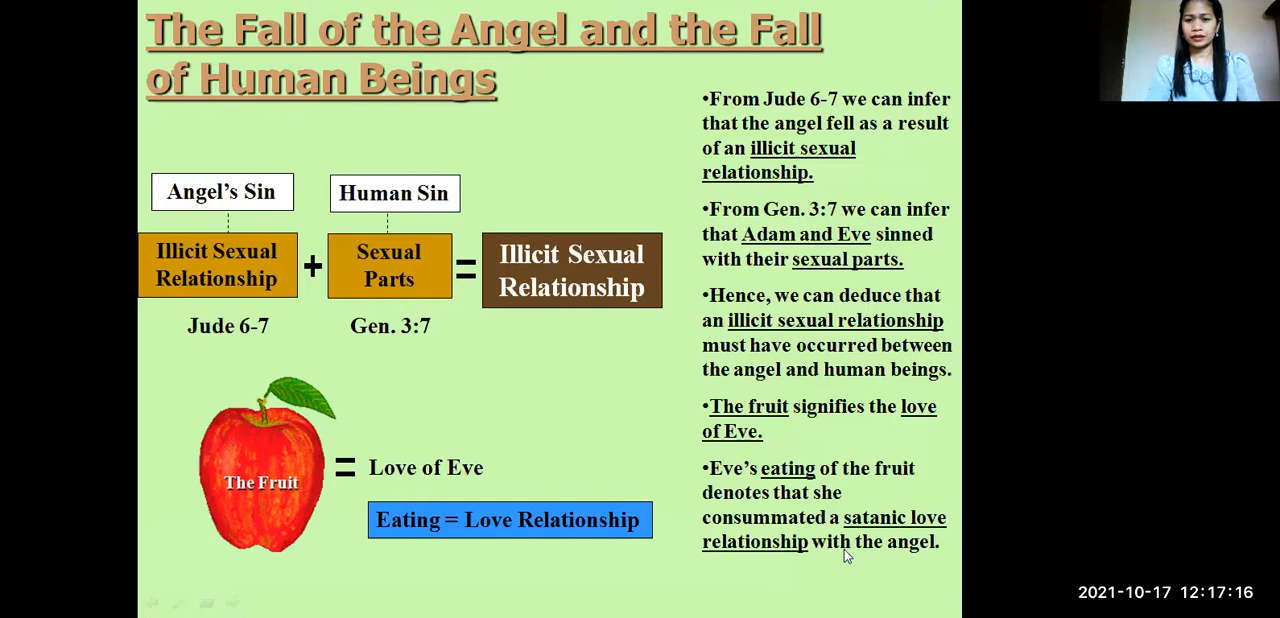 The Fall of the Angel and the Fall
of Human Beings
Angel's Sin
Human Sin
Illicit Sexual
Relationship
+
Sexual
Parts
=
Illicit Sexual
Relationship
Jude 6-7
Gen. 3:7
The Fruit
=
Love of Eve
Eating = Love Relationship
•From Jude 6-7 we can infer
that the angel fell as a result
of an illicit sexual
relationship.
•From Gen. 3:7 we can infer
that Adam and Eve sinned
with their sexual parts.
•Hence, we can deduce that
an illicit sexual relationship
must have occurred between
the angel and human beings.
•The fruit signifies the love
of Eve.
•Eve's eating of the fruit
denotes that she
consummated a satanic love
relationship with the angel.
2021-10-17 12:17:16